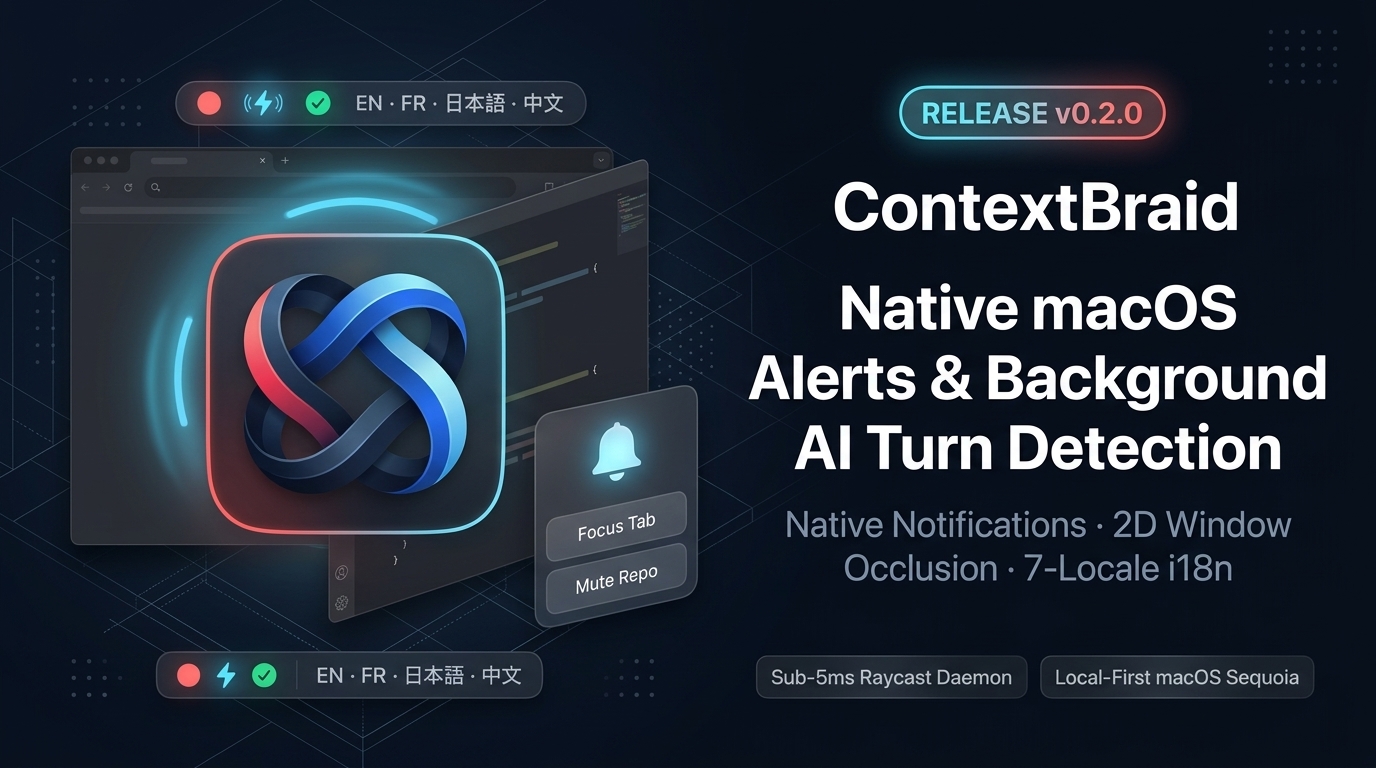 EN · FR · 日本語 · 中文
Focus Tab
Mute Repo
EN · FR · 日本語 · 中文
RELEASE v0.2.0
ContextBraid
Native macOS
Alerts & Background
AI Turn Detection
Native Notifications · 2D Window
Occlusion · 7-Locale i18n
Sub-5ms Raycast Daemon
Local-First macOS Sequoia